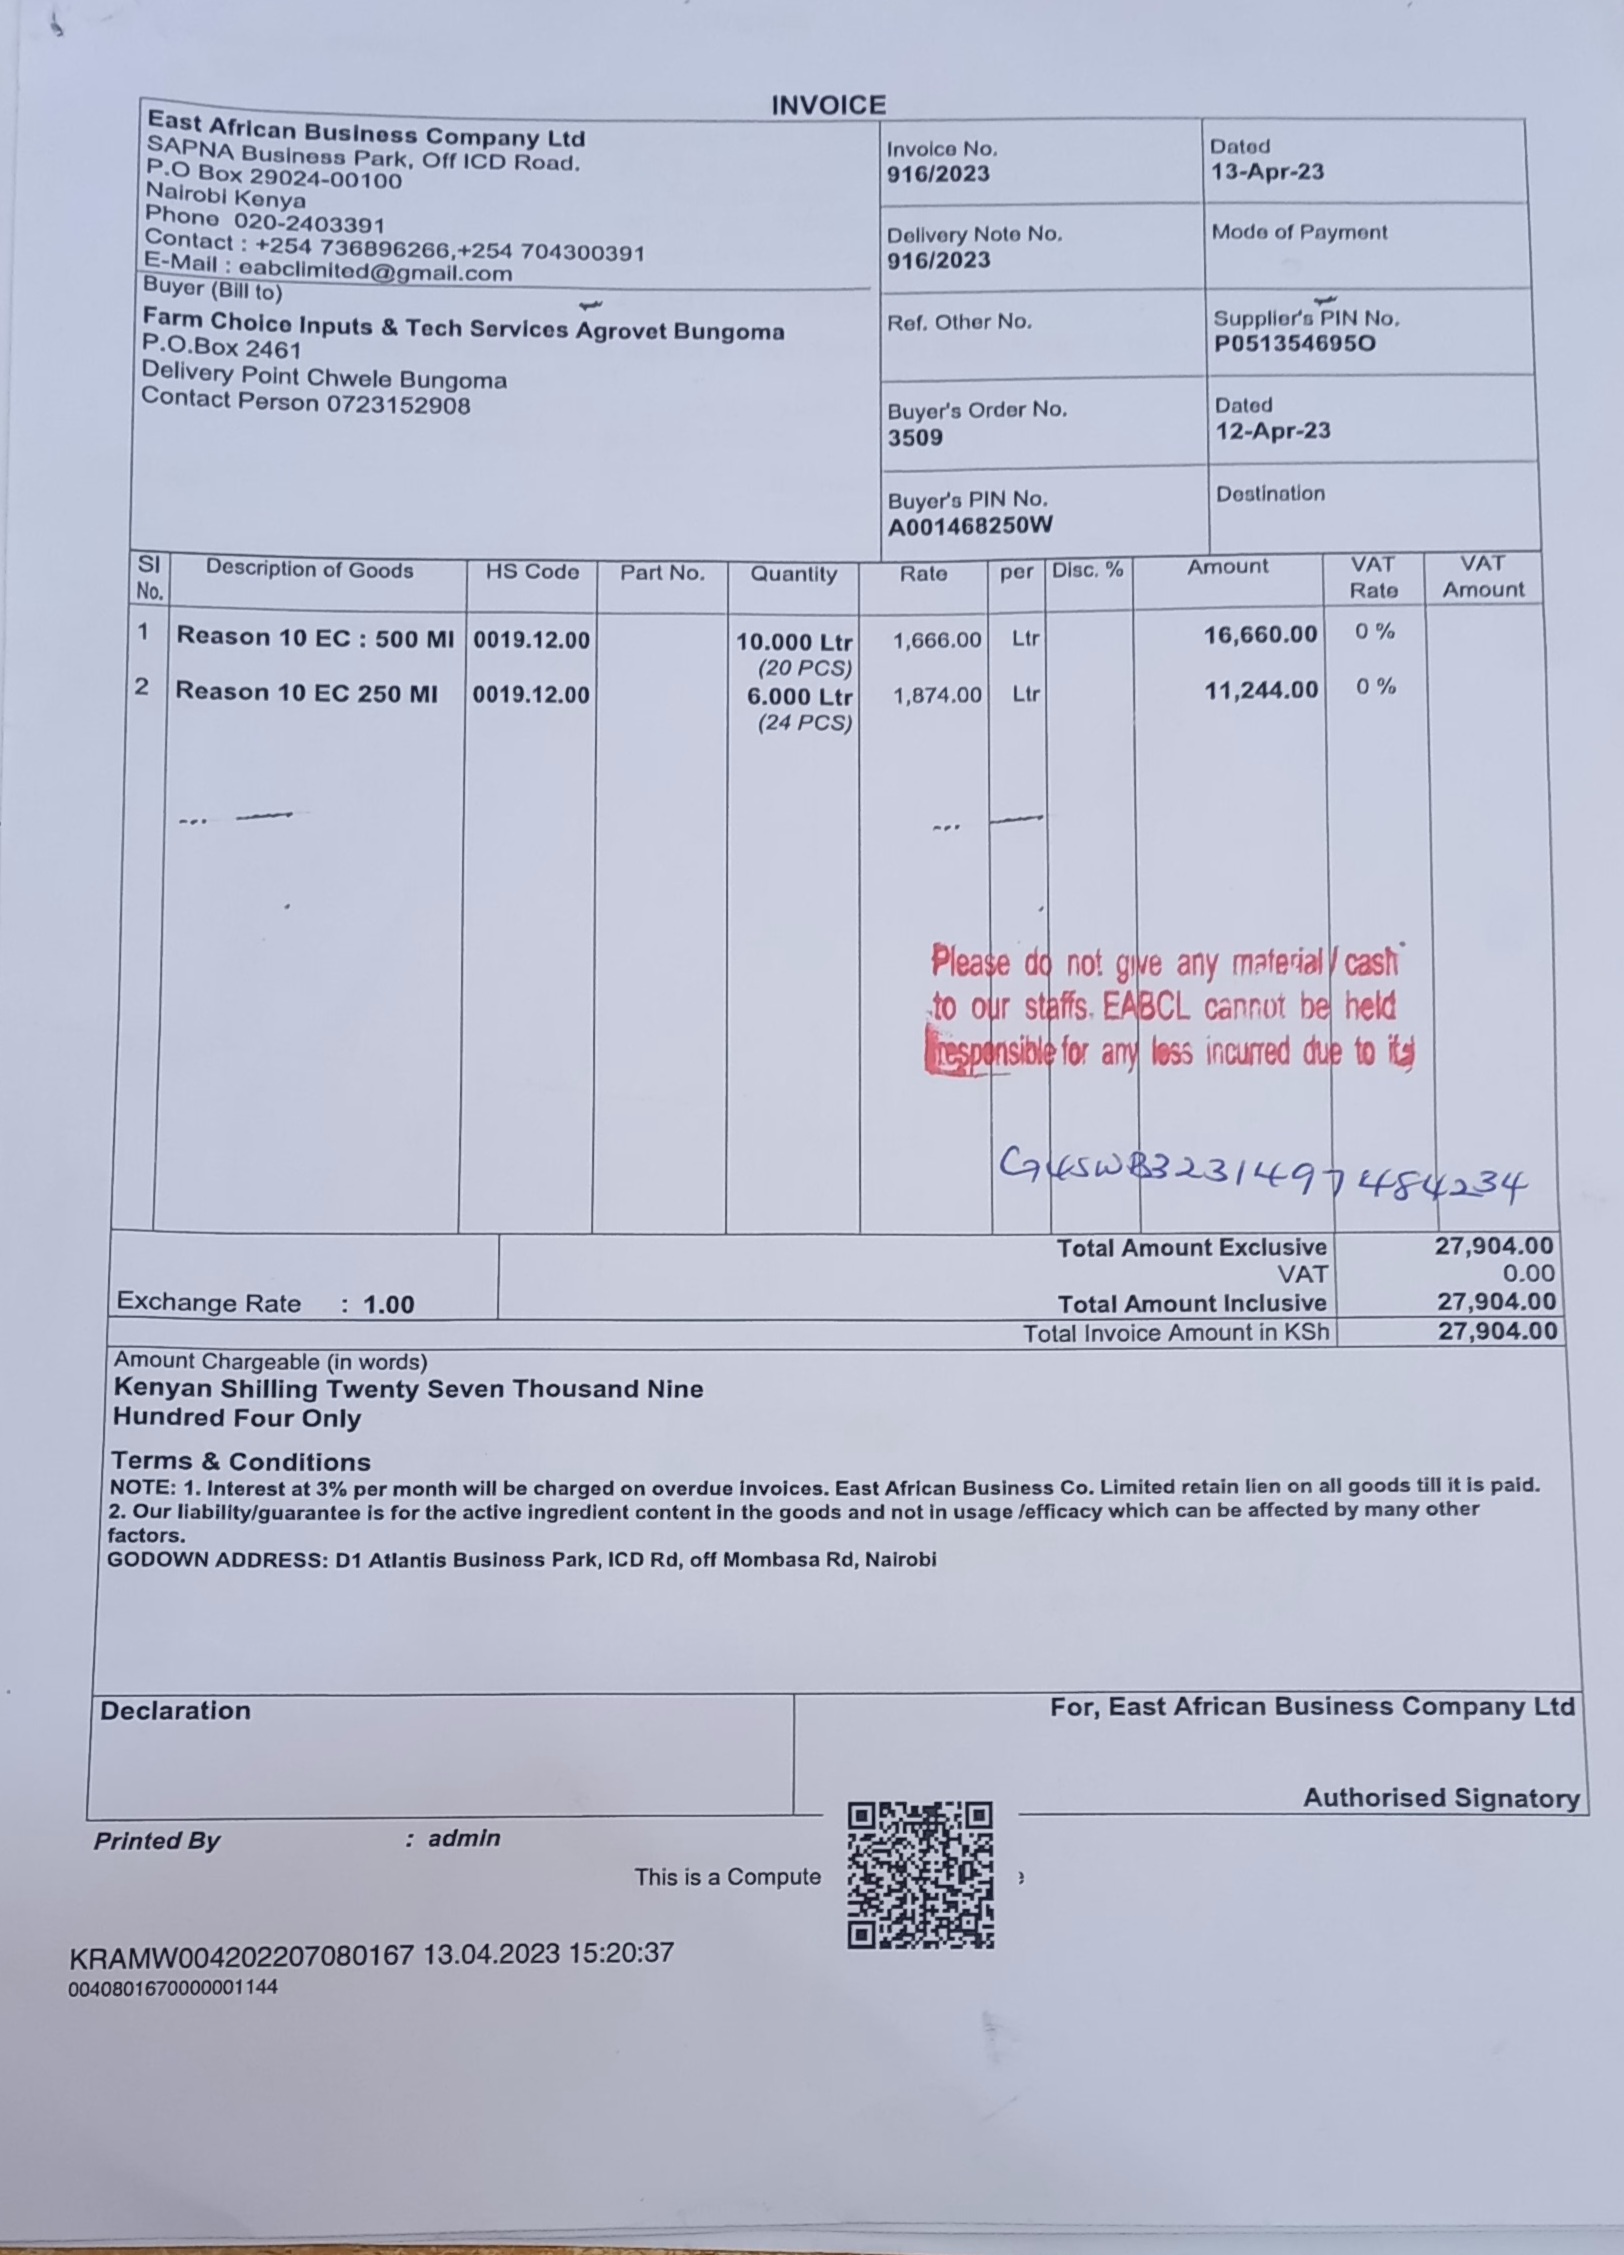 INVOICE
East African Business Company Ltd
SAPNA Business Park, Off ICD Road.
P.O Box 29024-00100
Nairobi Kenya
Phone 020-2403391
Contact : +254 736896266,+254 704300391
E-Mail : eabclimited@gmail.com
Buyer (Bill to)
Farm Choice Inputs & Tech Services Agrovet Bungoma
P.O.Box 2461
Delivery Point Chwele Bungoma
Contact Person 0723152908
Invoice No.
916/2023
Dated
13-Apr-23
Delivery Note No.
916/2023
Mode of Payment
Ref. Other No.
Supplier's PIN No.
P051354695O
Buyer's Order No.
3509
Dated
12-Apr-23
Buyer's PIN No.
A001468250W
Destination
SI No. Description of Goods HS Code Part No. Quantity Rate per Disc. % Amount VAT Rate VAT Amount
1 Reason 10 EC : 500 Ml 0019.12.00 10.000 Ltr 1,666.00 Ltr 16,660.00 0 %
(20 PCS)
2 Reason 10 EC 250 Ml 0019.12.00 6.000 Ltr 1,874.00 Ltr 11,244.00 0 %
(24 PCS)
Please do not give any material/ cash
to our staffs. EABCL cannot be held
responsible for any loss incurred due to its
G4SWB3231497484234
Total Amount Exclusive 27,904.00
VAT 0.00
Exchange Rate : 1.00 Total Amount Inclusive 27,904.00
Total Invoice Amount in KSh 27,904.00
Amount Chargeable (in words)
Kenyan Shilling Twenty Seven Thousand Nine
Hundred Four Only
Terms & Conditions
NOTE: 1. Interest at 3% per month will be charged on overdue invoices. East African Business Co. Limited retain lien on all goods till it is paid.
2. Our liability/guarantee is for the active ingredient content in the goods and not in usage /efficacy which can be affected by many other
factors.
GODOWN ADDRESS: D1 Atlantis Business Park, ICD Rd, off Mombasa Rd, Nairobi
Declaration
For, East African Business Company Ltd
Authorised Signatory
Printed By : admin
This is a Compute
KRAMW004202207080167 13.04.2023 15:20:37
0040801670000001144